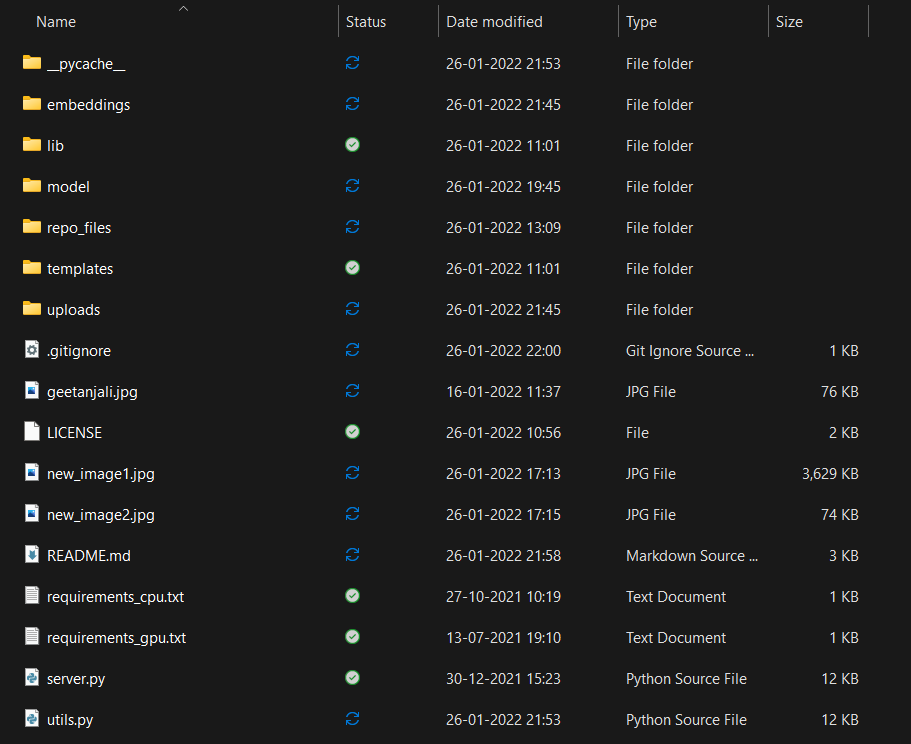 Name Status Date modified Type Size
__pycache__ 26-01-2022 21:53 File folder
embeddings 26-01-2022 21:45 File folder
lib 26-01-2022 11:01 File folder
model 26-01-2022 19:45 File folder
repo_files 26-01-2022 13:09 File folder
templates 26-01-2022 11:01 File folder
uploads 26-01-2022 21:45 File folder
.gitignore 26-01-2022 22:00 Git Ignore Source ... 1 KB
geetanjali.jpg 16-01-2022 11:37 JPG File 76 KB
LICENSE 26-01-2022 10:56 File 2 KB
new_image1.jpg 26-01-2022 17:13 JPG File 3,629 KB
new_image2.jpg 26-01-2022 17:15 JPG File 74 KB
README.md 26-01-2022 21:58 Markdown Source ... 3 KB
requirements_cpu.txt 27-10-2021 10:19 Text Document 1 KB
requirements_gpu.txt 13-07-2021 19:10 Text Document 1 KB
server.py 30-12-2021 15:23 Python Source File 12 KB
utils.py 26-01-2022 21:53 Python Source File 12 KB